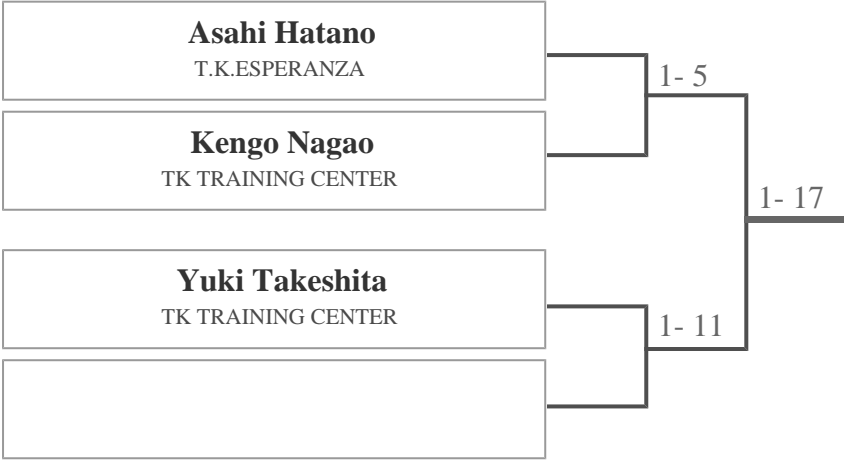 Asahi Hatano
T.K.ESPERANZA
1- 5
Kengo Nagao
TK TRAINING CENTER
1- 17
Yuki Takeshita
TK TRAINING CENTER
1- 11